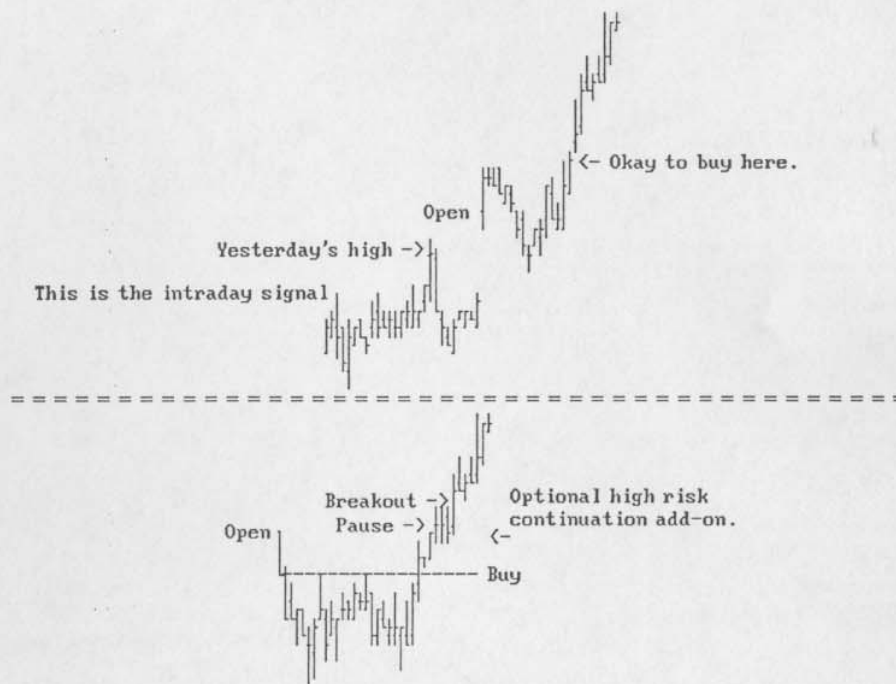 <- Okay to buy here.
Open
Yesterday's high ->
This is the intraday signal
= = = = = = = = = = = = = = = = = = = = = = = = = = = = = = = = = = = = = = = = =
Breakout ->
Pause ->
Optional high risk
<- continuation add-on.
Open
Buy